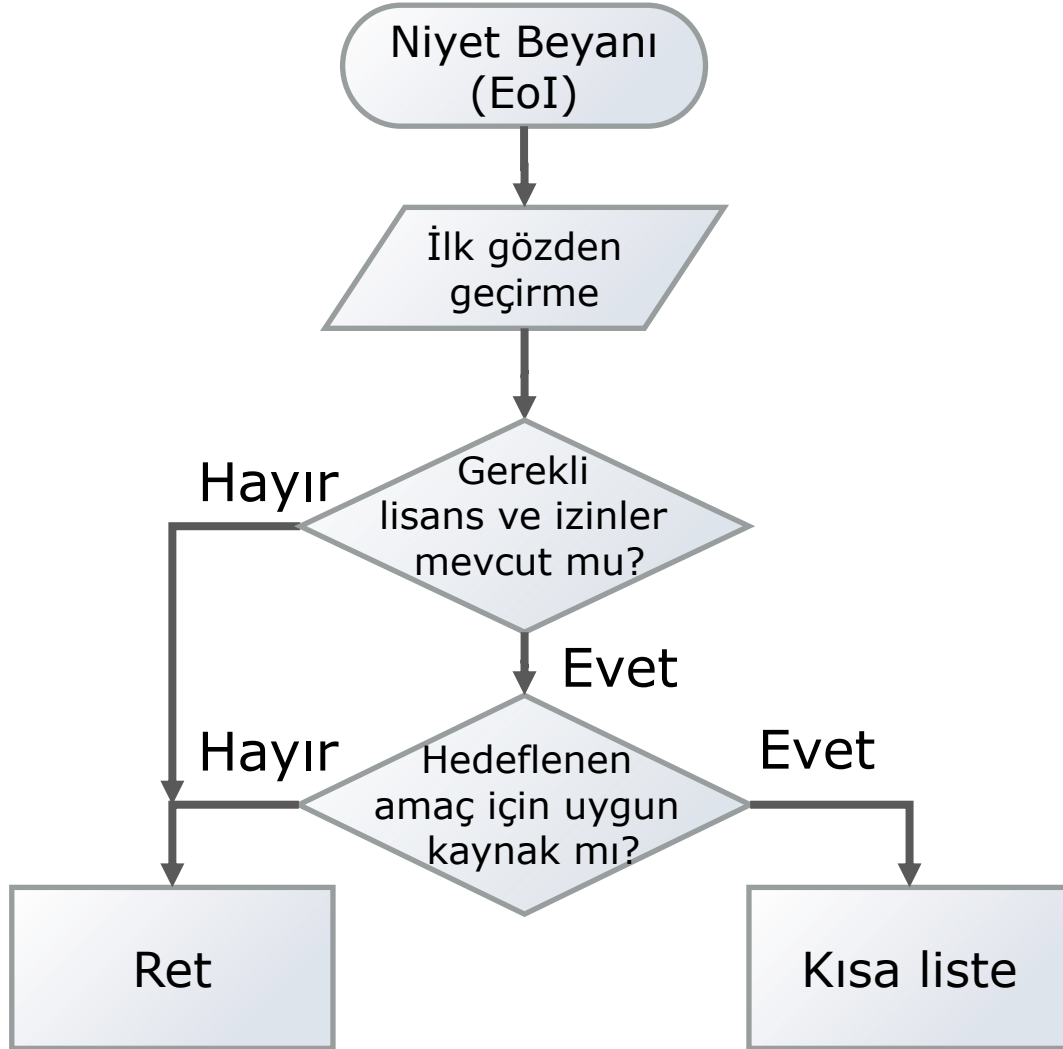 Niyet Beyanı
(EoI)
İlk gözden
geçirme
Hayır
Gerekli
lisans ve izinler
mevcut mu?
Evet
Hayır
Hedeflenen
amaç için uygun
kaynak mı?
Evet
Ret
Kısa liste